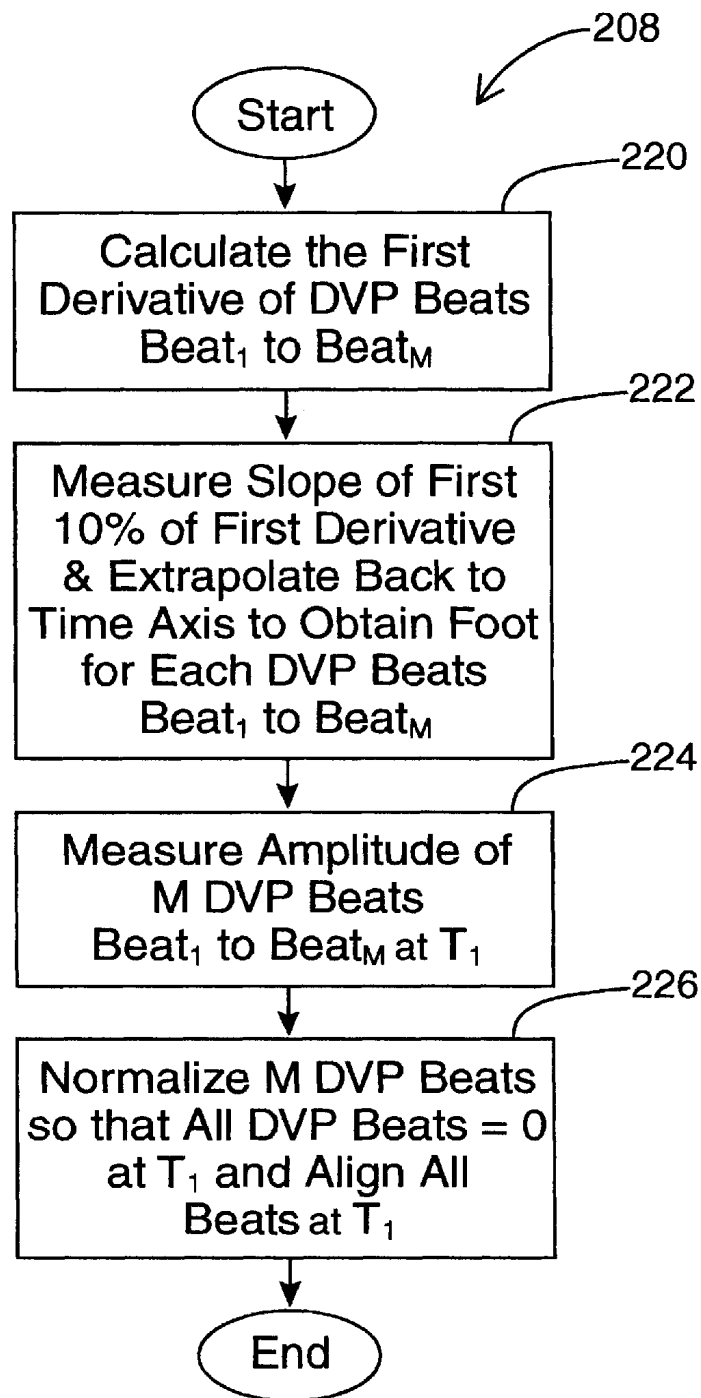 208
Start
220
Calculate the First
Derivative of DVP Beats
Beat₁ to Beat_M
222
Measure Slope of First
10% of First Derivative
& Extrapolate Back to
Time Axis to Obtain Foot
for Each DVP Beats
Beat₁ to Beat_M
224
Measure Amplitude of
M DVP Beats
Beat₁ to Beat_M at T₁
226
Normalize M DVP Beats
so that All DVP Beats = 0
at T₁ and Align All
Beats at T₁
End